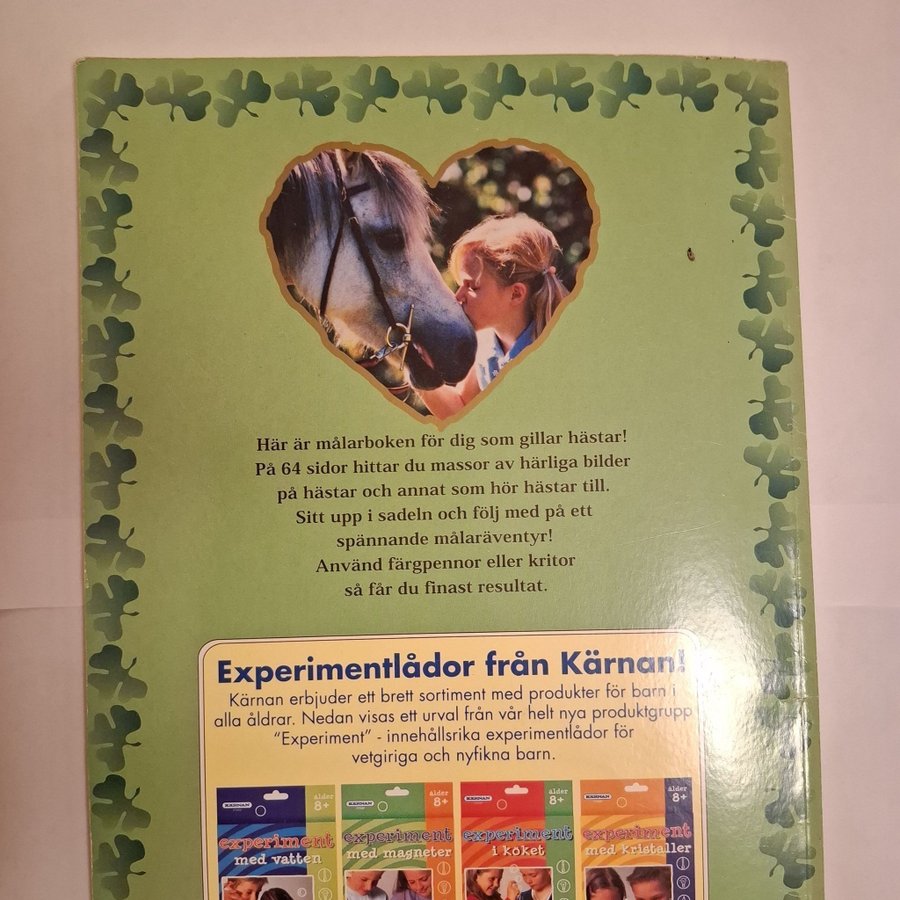 Här är målarboken för dig som gillar hästar!
På 64 sidor hittar du massor av härliga bilder
på hästar och annat som hör hästar till.
Sitt upp i sadeln och följ med på ett
spännande målaräventyr!
Använd färgpennor eller kritor
så får du finast resultat.
Experimentlådor från Kärnan!
Kärnan erbjuder ett brett sortiment med produkter för barn i
alla åldrar. Nedan visas ett urval från vår helt nya produktgrupp
"Experiment" - innehållsrika experimentlådor för
vetgiriga och nyfikna barn.
KÄRNAN ålder 8+
experiment
med vatten
KÄRNAN ålder 8+
experiment
med magneter
KÄRNAN ålder 8+
experiment
i köket
KÄRNAN ålder 8+
experiment
med kristaller